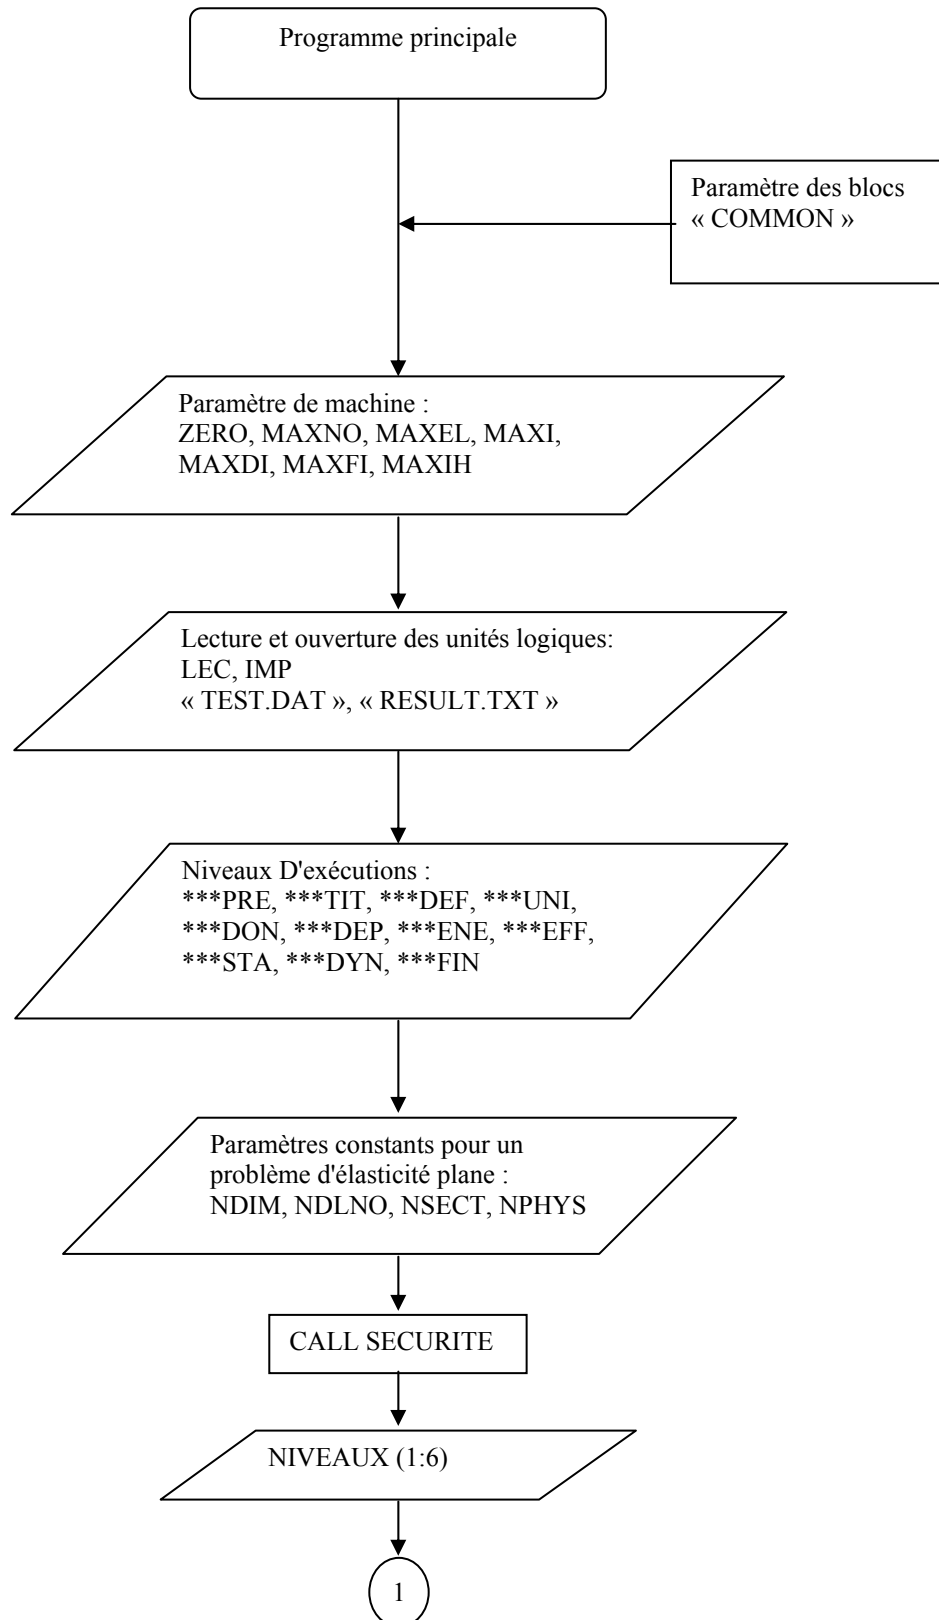 Programme principale
Paramètre des blocs
« COMMON »
Paramètre de machine :
ZERO, MAXNO, MAXEL, MAXI,
MAXDI, MAXFI, MAXIH
Lecture et ouverture des unités logiques:
LEC, IMP
« TEST.DAT », « RESULT.TXT »
Niveaux D'exécutions :
***PRE, ***TIT, ***DEF, ***UNI,
***DON, ***DEP, ***ENE, ***EFF,
***STA, ***DYN, ***FIN
Paramètres constants pour un
problème d'élasticité plane :
NDIM, NDLNO, NSECT, NPHYS
CALL SECURITE
NIVEAUX (1:6)
1